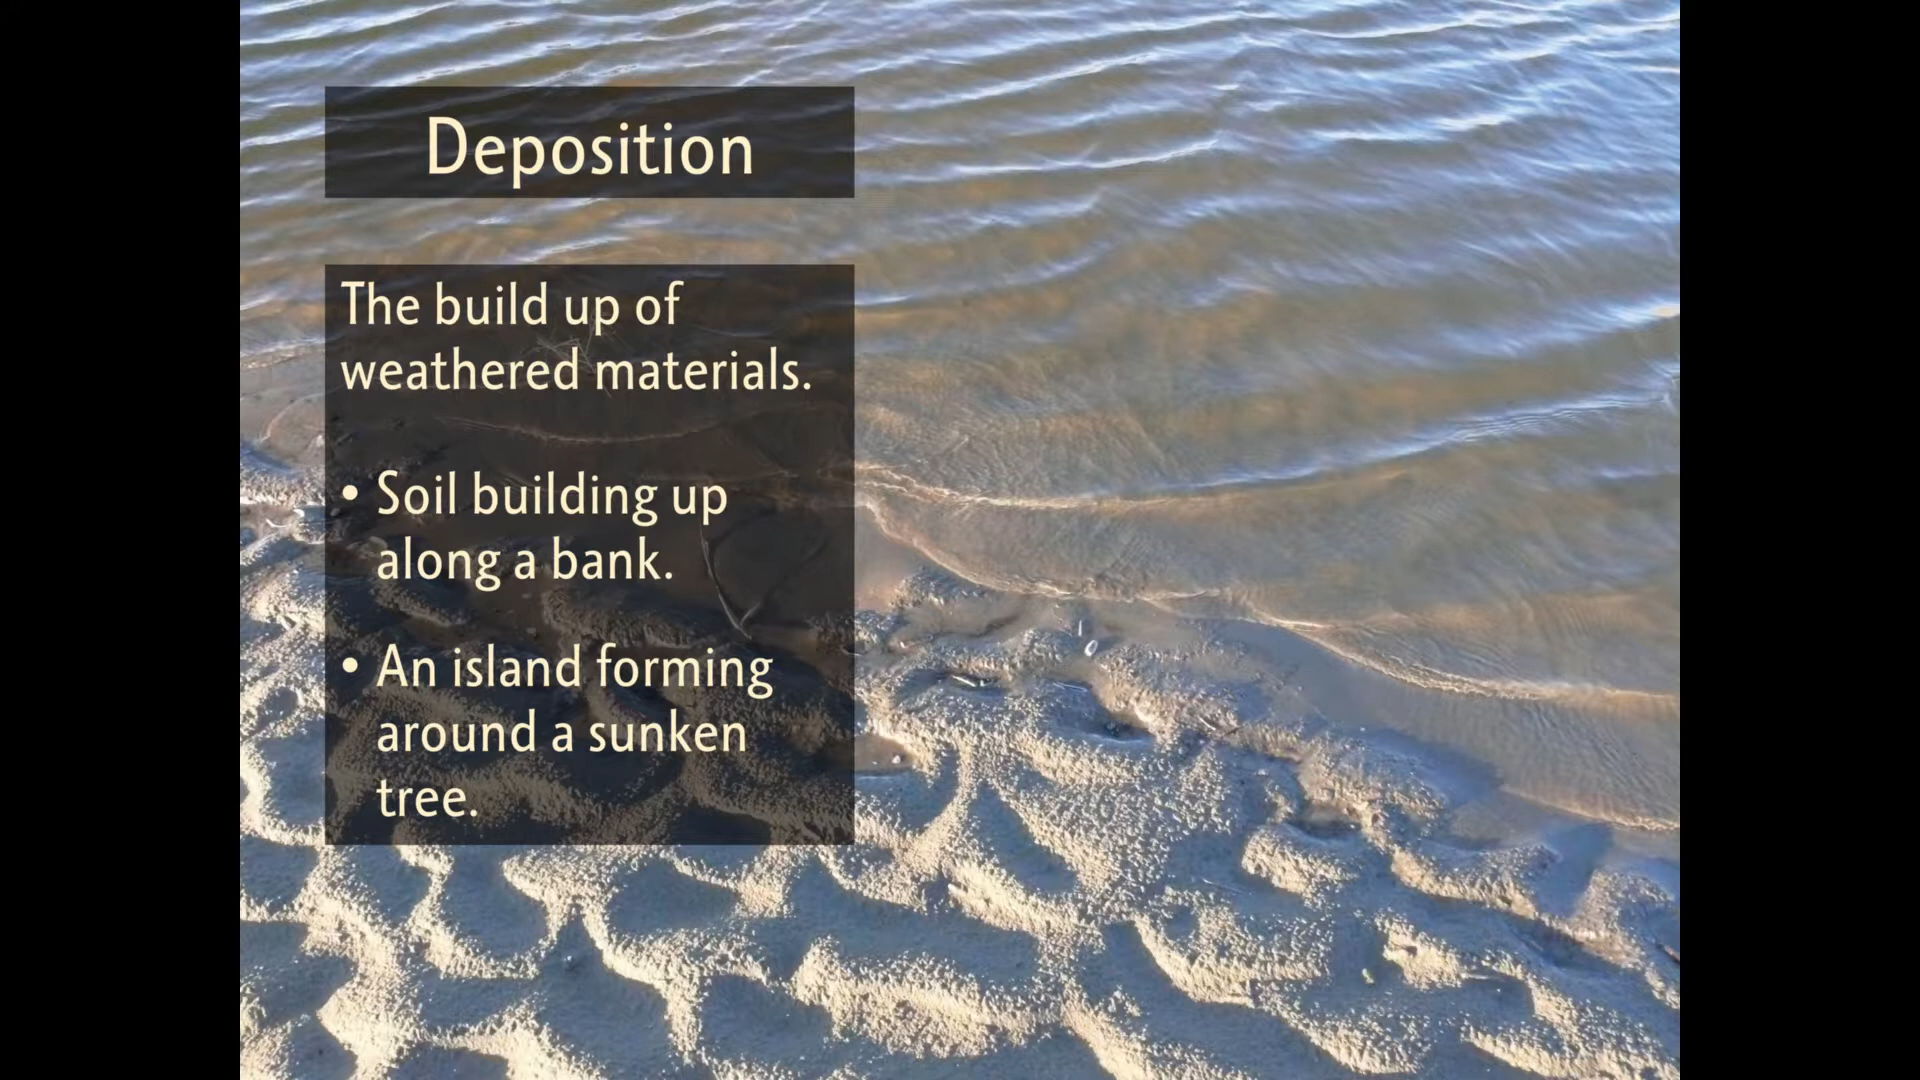 Deposition
The build up of
weathered materials.
• Soil building up
along a bank.
• An island forming
around a sunken
tree.